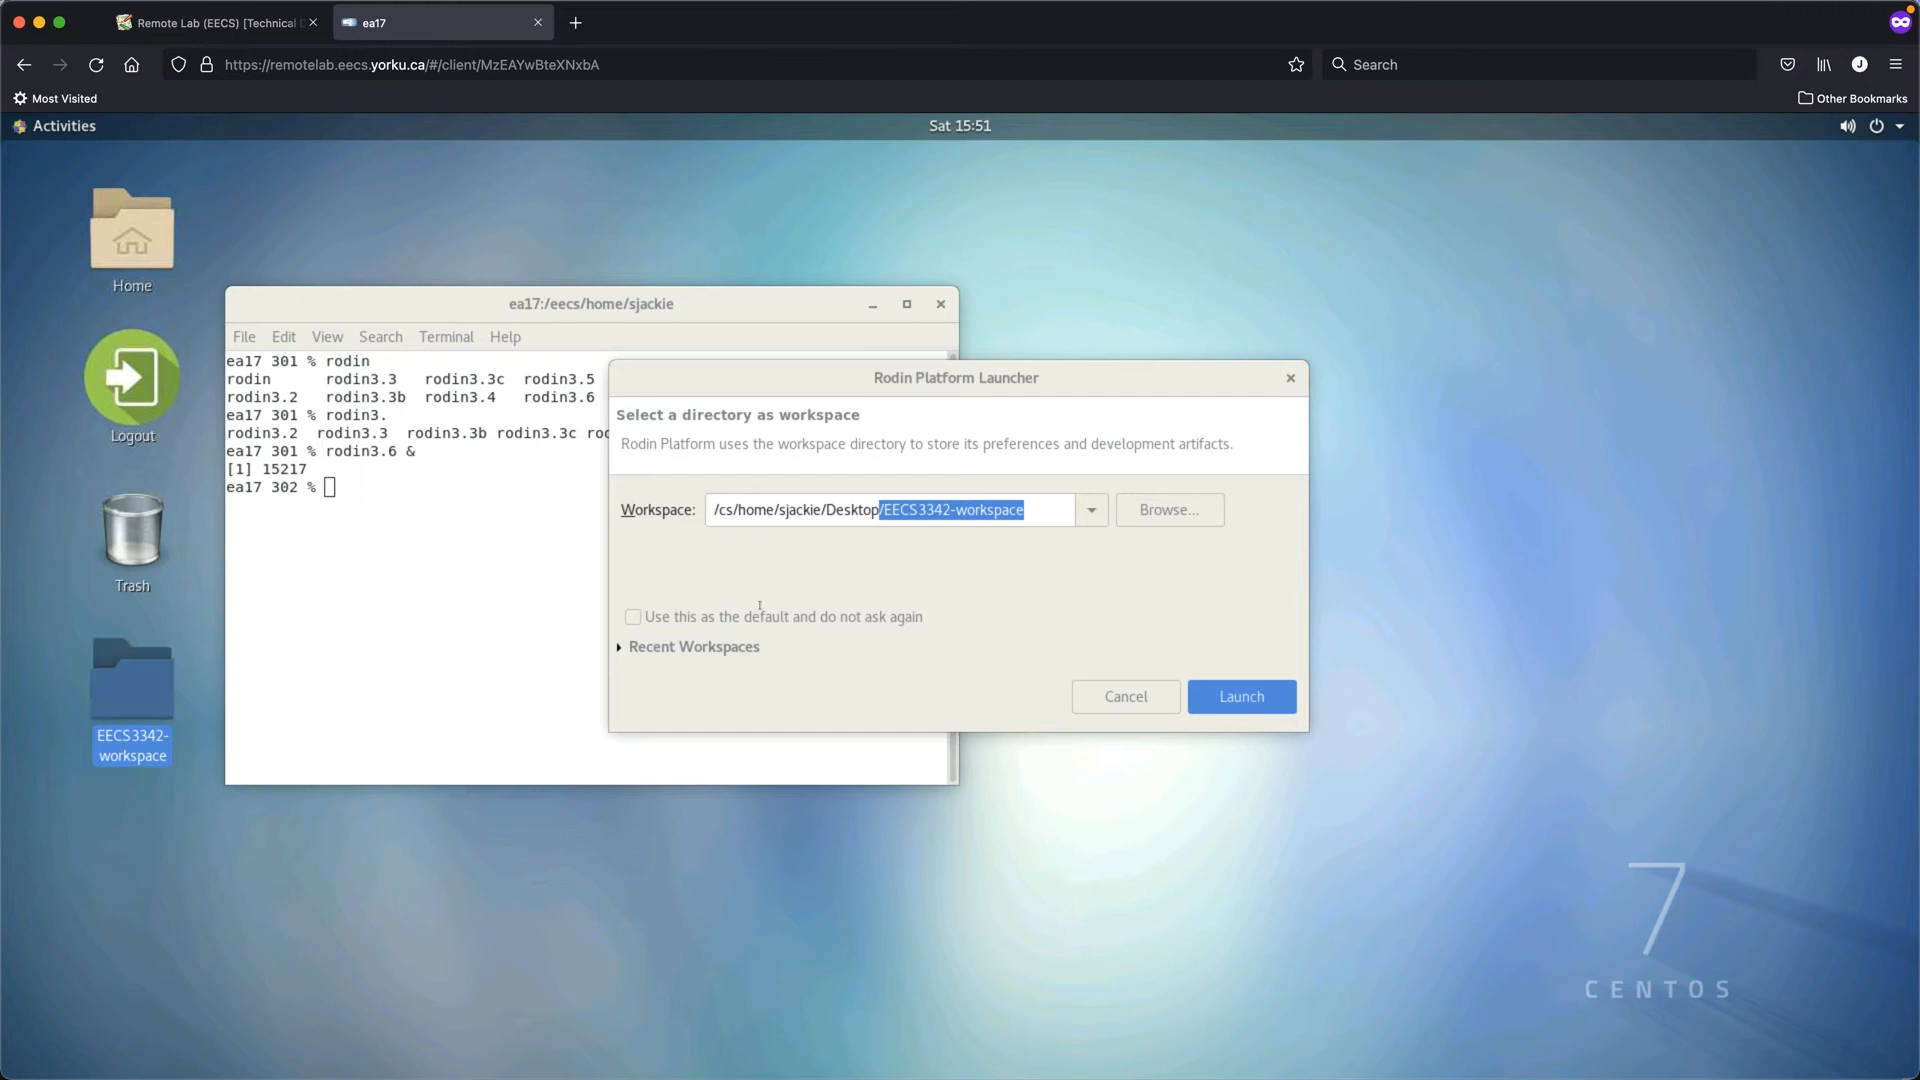 Remote Lab (EECS) [Technical
ea17
https://remotelab.eecs.yorku.ca/#/client/MzEAYwBteXNxbA
Search
J
Most Visited
Other Bookmarks
Activities
Sat 15:51
Home
Logout
Trash
EECS3342-
workspace
ea17:/eecs/home/sjackie
File Edit View Search Terminal Help
ea17 301 % rodin
rodin rodin3.3 rodin3.3c rodin3.5
rodin3.2 rodin3.3b rodin3.4 rodin3.6
ea17 301 % rodin3.
rodin3.2 rodin3.3 rodin3.3b rodin3.3c
ea17 301 % rodin3.6 &
[1] 15217
ea17 302 %
Rodin Platform Launcher
Select a directory as workspace
Rodin Platform uses the workspace directory to store its preferences and development artifacts.
Workspace: /cs/home/sjackie/Desktop/EECS3342-workspace Browse...
Use this as the default and do not ask again
Recent Workspaces
Cancel Launch
7
CENTOS